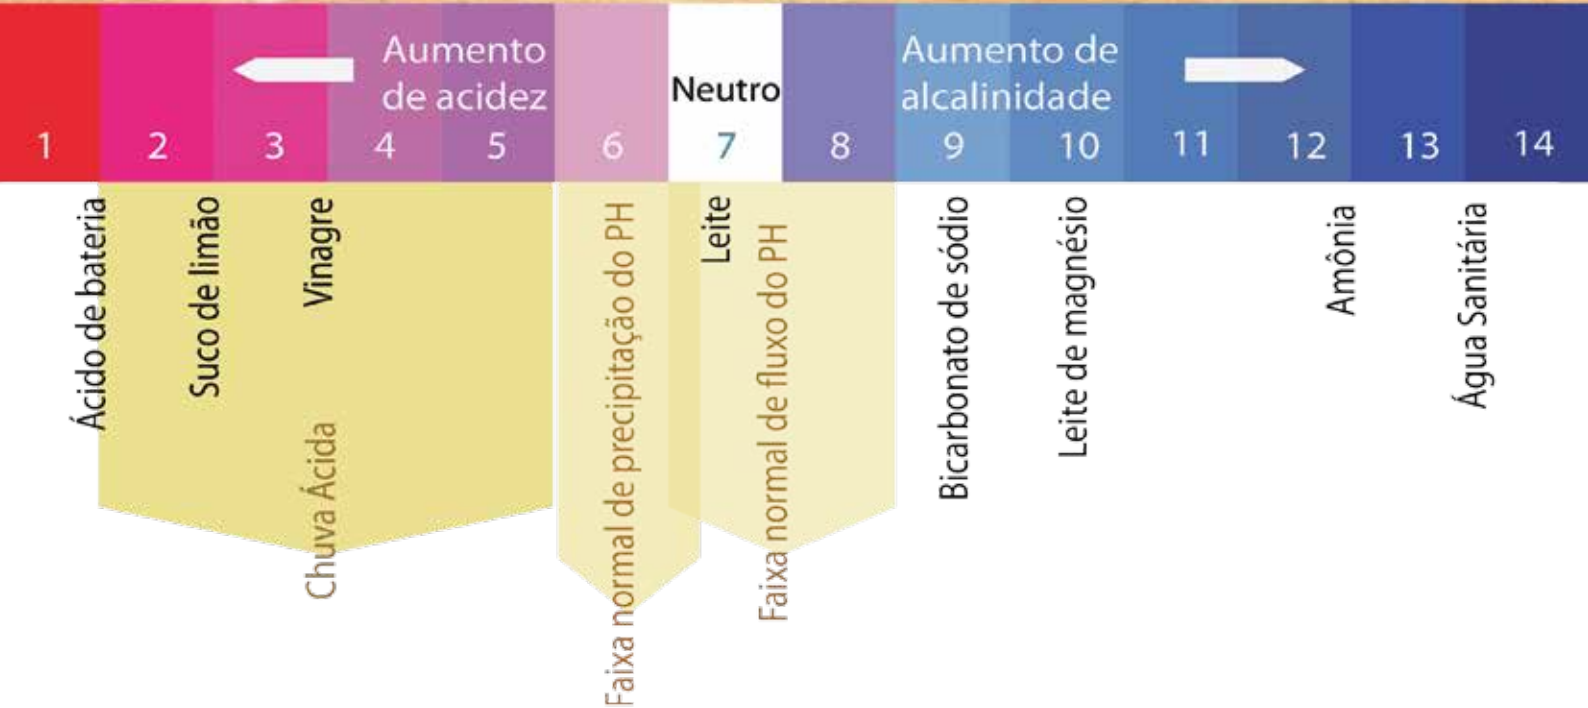 Aumento
de acidez
Neutro
Aumento de
alcalinidade
1 2 3 4 5 6 7 8 9 10 11 12 13 14
Ácido de bateria
Suco de limão
Vinagre
Chuva Ácida
Faixa normal de precipitação do PH
Leite
Faixa normal de fluxo do PH
Bicarbonato de sódio
Leite de magnésio
Amônia
Água Sanitária